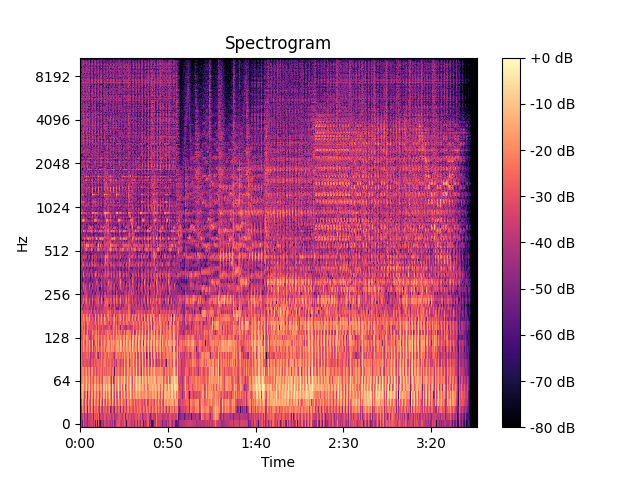 Spectrogram
8192
4096
2048
1024
512
256
128
64
0
Hz
0:00 0:50 1:40 2:30 3:20
Time
+0 dB
-10 dB
-20 dB
-30 dB
-40 dB
-50 dB
-60 dB
-70 dB
-80 dB